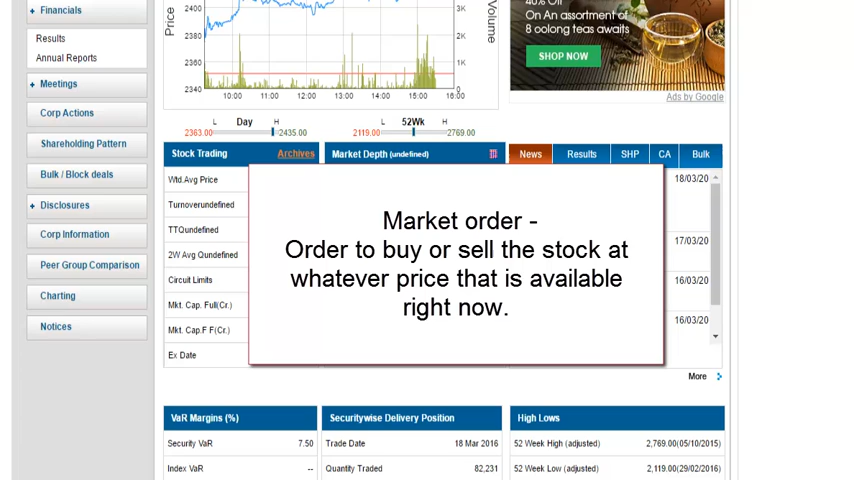 Financials
Results
Annual Reports
Meetings
Corp Actions
Shareholding Pattern
Bulk / Block deals
Disclosures
Corp Information
Peer Group Comparison
Charting
Notices
Price
2400
2380
2360
2340
10:00 11:00 12:00 13:00 14:00 15:00 16:00
3K
2K
1K
0
Volume
On An assortment of
8 oolong teas awaits
SHOP NOW
Ads by Google
L Day H
2363.00 2435.00
L 52Wk H
2119.00 2769.00
Stock Trading Archives
Market Depth (undefined)
News Results SHP CA Bulk
Wtd.Avg Price
Turnoverundefined
TTQundefined
2W Avg Qundefined
Circuit Limits
Mkt. Cap. Full(Cr.)
Mkt. Cap.F F(Cr.)
Ex Date
Market order -
Order to buy or sell the stock at
whatever price that is available
right now.
18/03/20
17/03/20
16/03/20
16/03/20
More
VaR Margins (%)
Security VaR 7.50
Index VaR --
Securitywise Delivery Position
Trade Date 18 Mar 2016
Quantity Traded 82,231
High Lows
52 Week High (adjusted) 2,769.00(05/10/2015)
52 Week Low (adjusted) 2,119.00(29/02/2016)